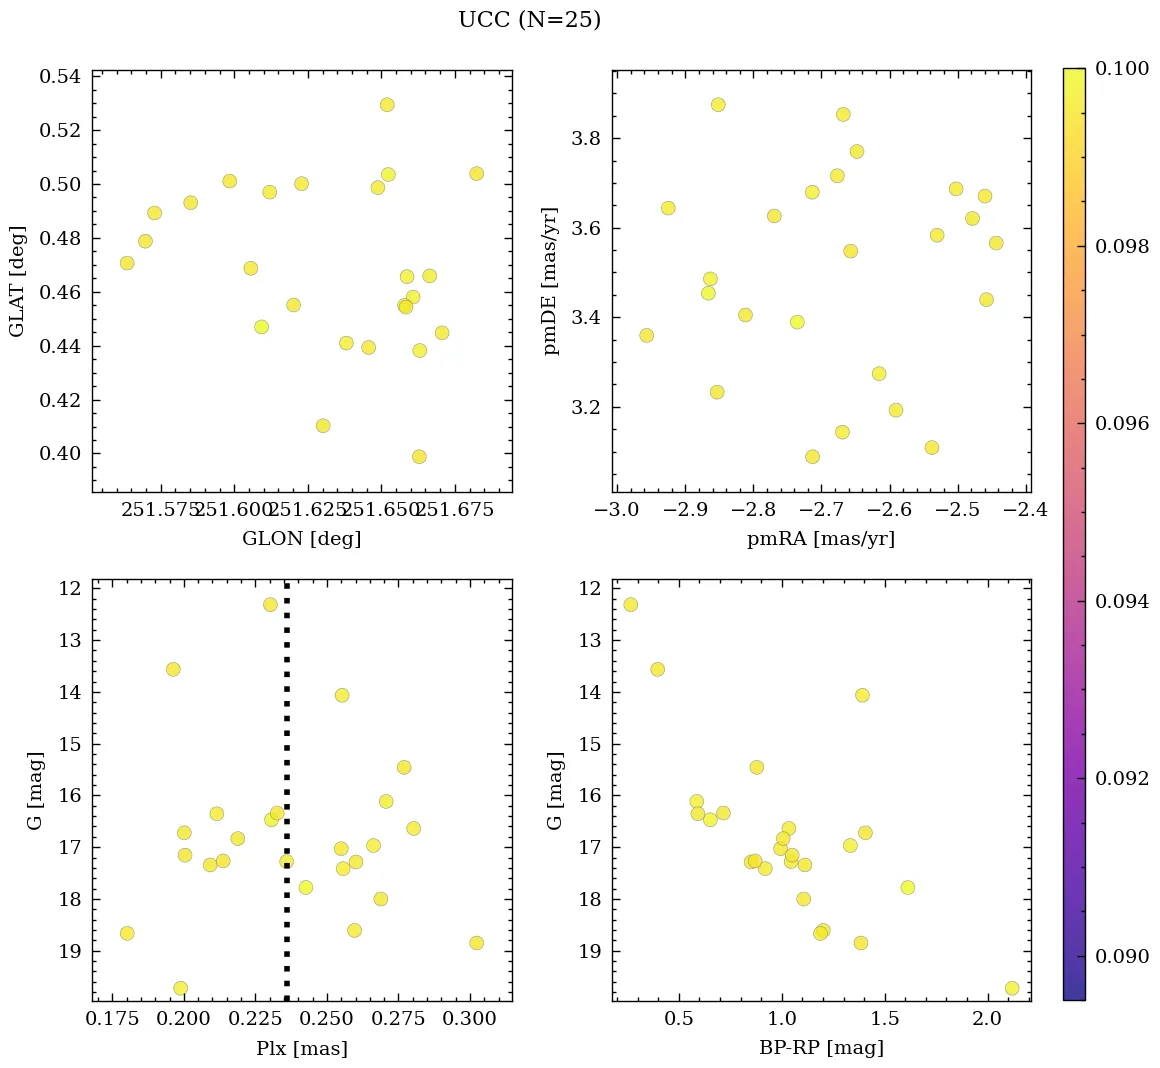 UCC (N=25)
0.54
0.52
0.50
0.48
0.46
0.44
0.42
0.40
GLAT [deg]
251.575 251.600 251.625 251.650 251.675
GLON [deg]
3.8
3.6
3.4
3.2
pmDE [mas/yr]
−3.0 −2.9 −2.8 −2.7 −2.6 −2.5 −2.4
pmRA [mas/yr]
12
13
14
15
16
17
18
19
G [mag]
0.175 0.200 0.225 0.250 0.275 0.300
Plx [mas]
12
13
14
15
16
17
18
19
G [mag]
0.5 1.0 1.5 2.0
BP-RP [mag]
0.100
0.098
0.096
0.094
0.092
0.090